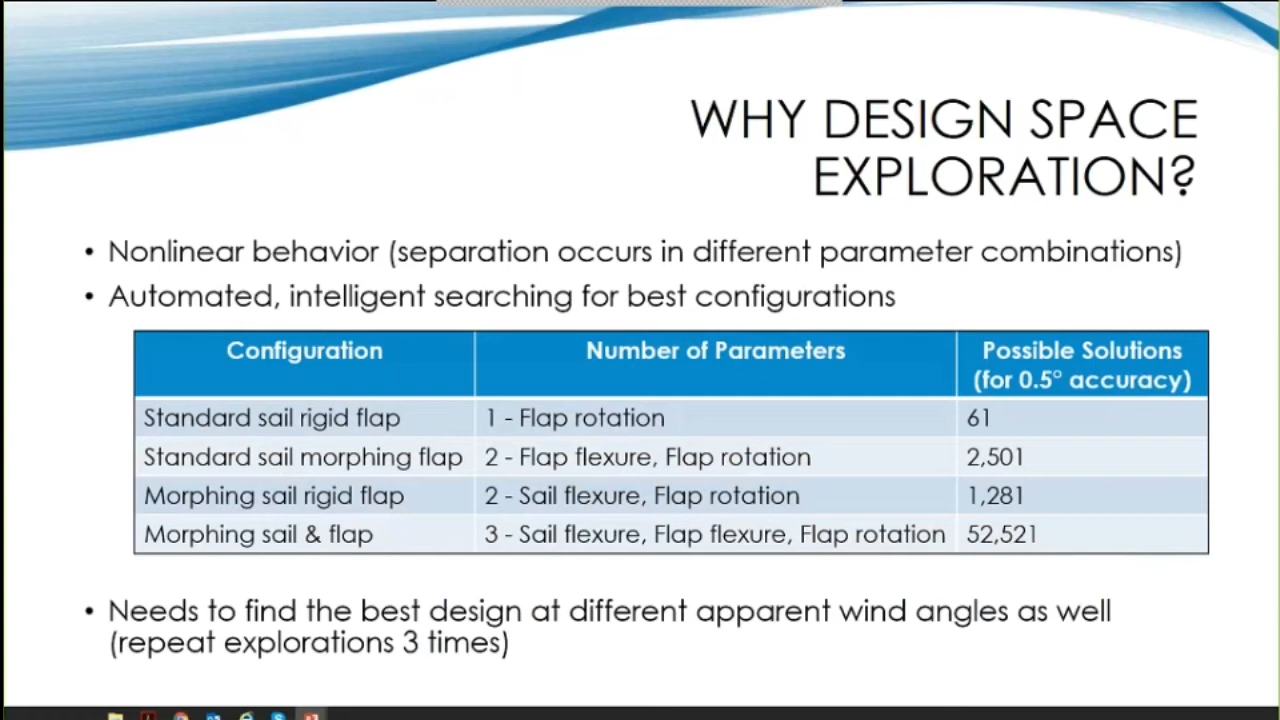 WHY DESIGN SPACE
EXPLORATION?
• Nonlinear behavior (separation occurs in different parameter combinations)
• Automated, intelligent searching for best configurations
Configuration Number of Parameters Possible Solutions
(for 0.5° accuracy)
Standard sail rigid flap 1 - Flap rotation 61
Standard sail morphing flap 2 - Flap flexure, Flap rotation 2,501
Morphing sail rigid flap 2 - Sail flexure, Flap rotation 1,281
Morphing sail & flap 3 - Sail flexure, Flap flexure, Flap rotation 52,521
• Needs to find the best design at different apparent wind angles as well
(repeat explorations 3 times)